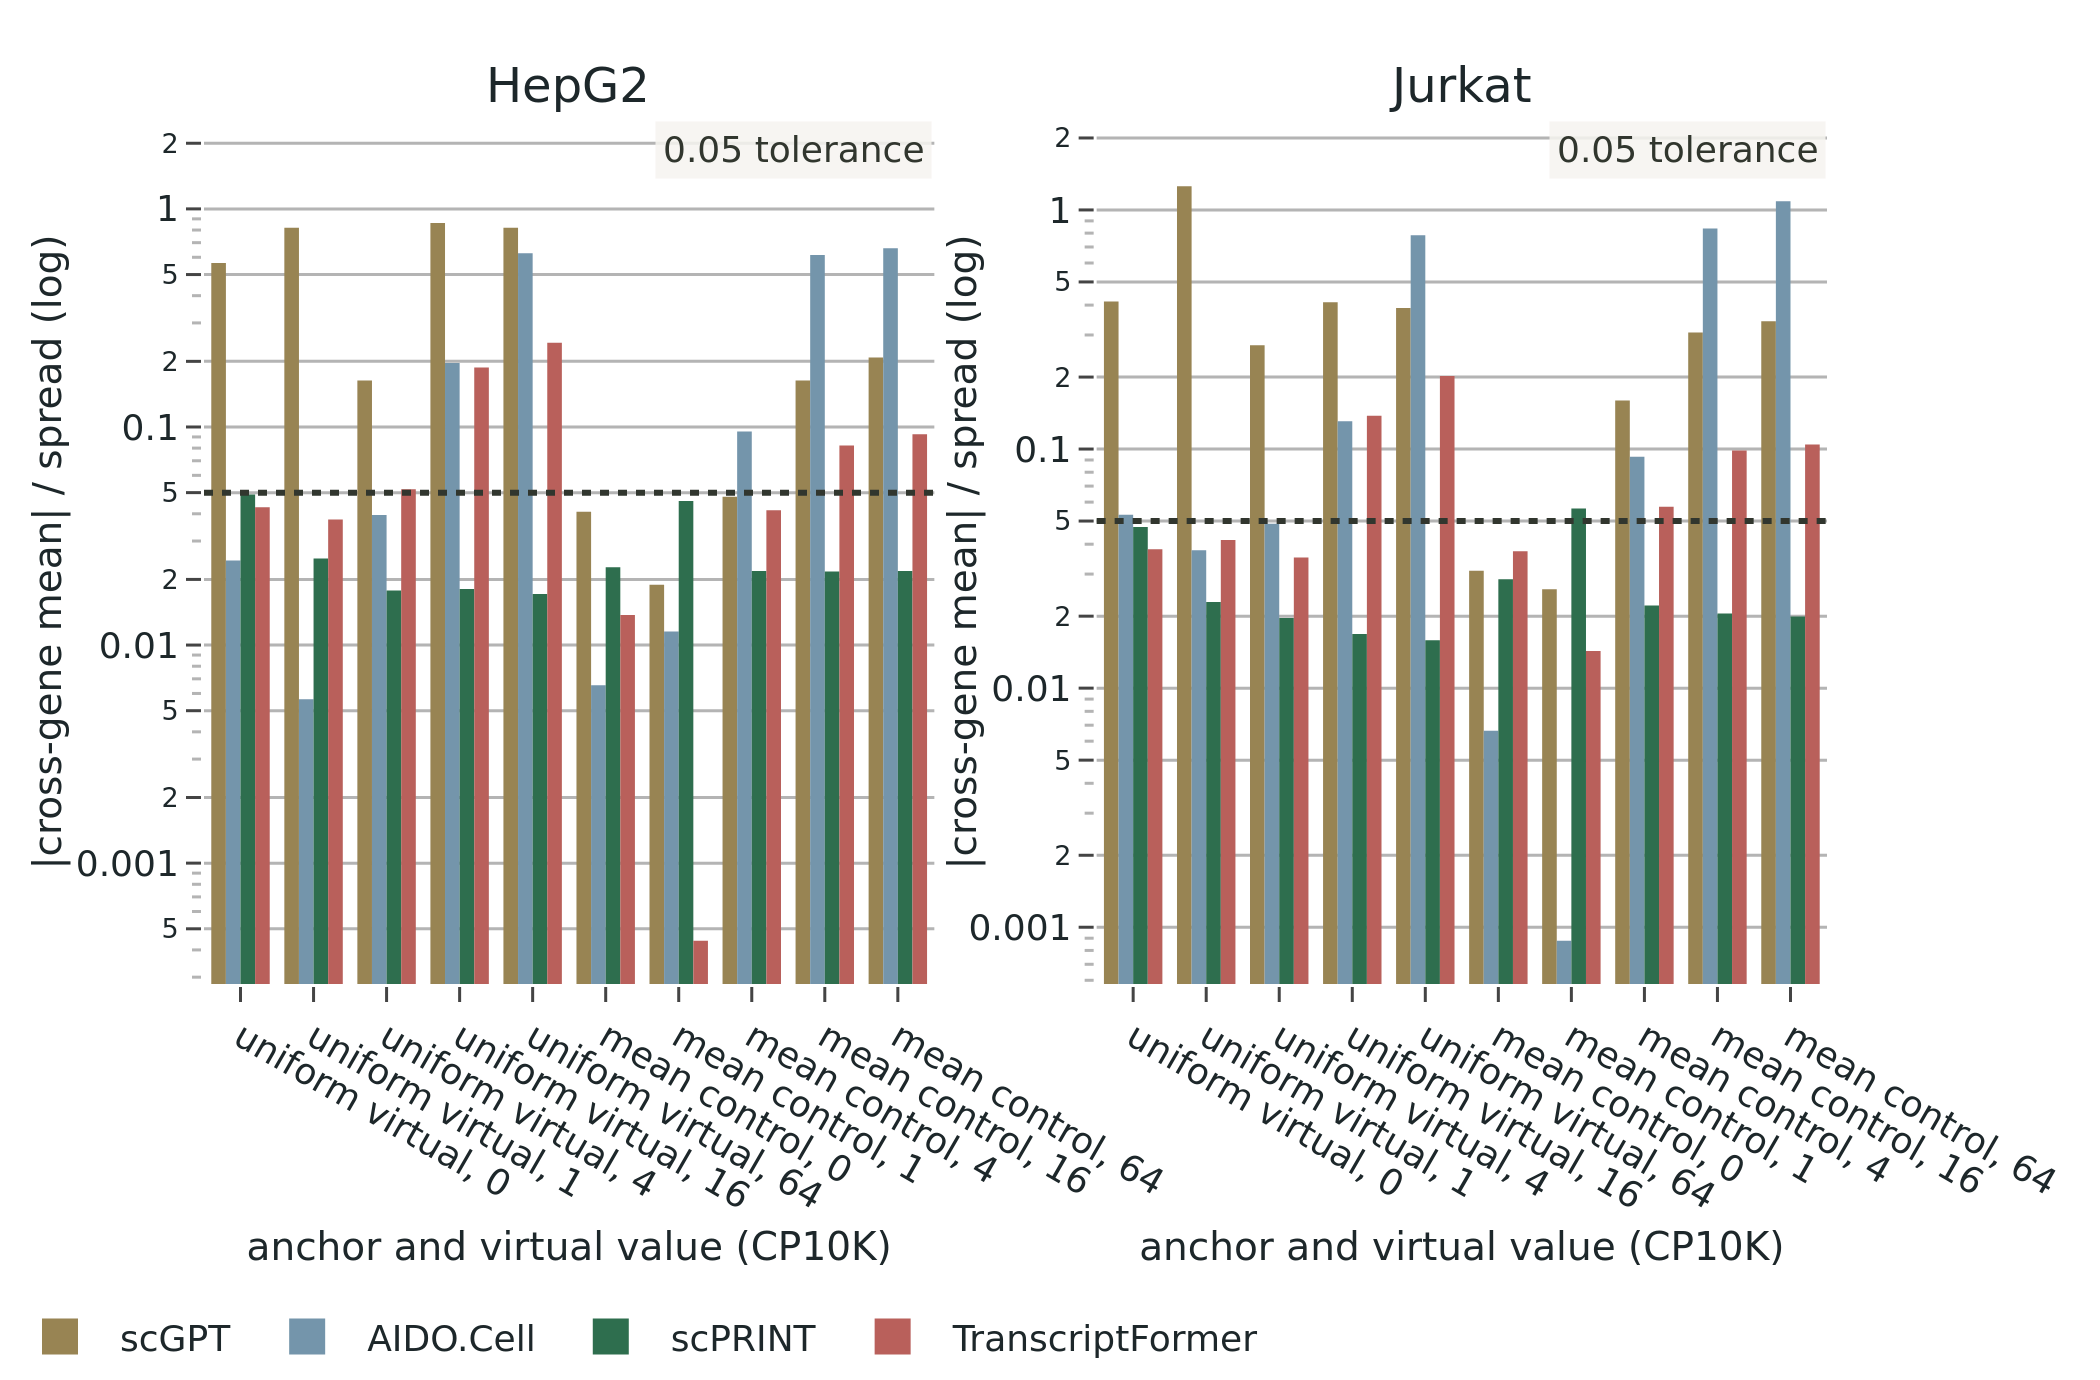 HepG2
0.05 tolerance
2
1
5
2
0.1
5
2
0.01
5
2
0.001
5
|cross-gene mean| / spread (log)
uniform virtual, 0
uniform virtual, 1
uniform virtual, 4
uniform virtual, 16
uniform virtual, 64
mean control, 0
mean control, 1
mean control, 4
mean control, 16
mean control, 64
anchor and virtual value (CP10K)
Jurkat
0.05 tolerance
2
1
5
2
0.1
5
2
0.01
5
2
0.001
|cross-gene mean| / spread (log)
uniform virtual, 0
uniform virtual, 1
uniform virtual, 4
uniform virtual, 16
uniform virtual, 64
mean control, 0
mean control, 1
mean control, 4
mean control, 16
mean control, 64
anchor and virtual value (CP10K)
scGPT
AIDO.Cell
scPRINT
TranscriptFormer